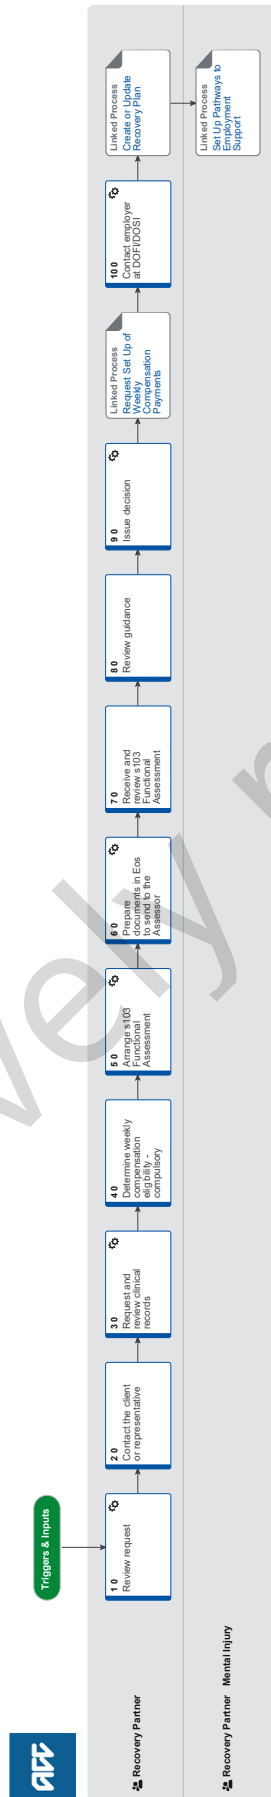 ACC
Triggers & Inputs
Recovery Partner
1 0
Review request
2 0
Contact the client
or representative
3 0
Request and
review clinical
records
4 0
Determine weekly
compensation
elig bility -
compulsory
5 0
Arrange s103
Functional
Assessment
6 0
Prepare
documents in Eos
to send to the
Assessor
7 0
Receive and
review s103
Functional
Assessment
8 0
Review guidance
9 0
Issue decision
Linked Process
Request Set Up of
Weekly
Compensation
Payments
10 0
Contact employer
at DOFI/DOSI
Linked Process
Create or Update
Recovery Plan
Recovery Partner Mental Injury
Linked Process
Set Up Pathways to
Employment
Support